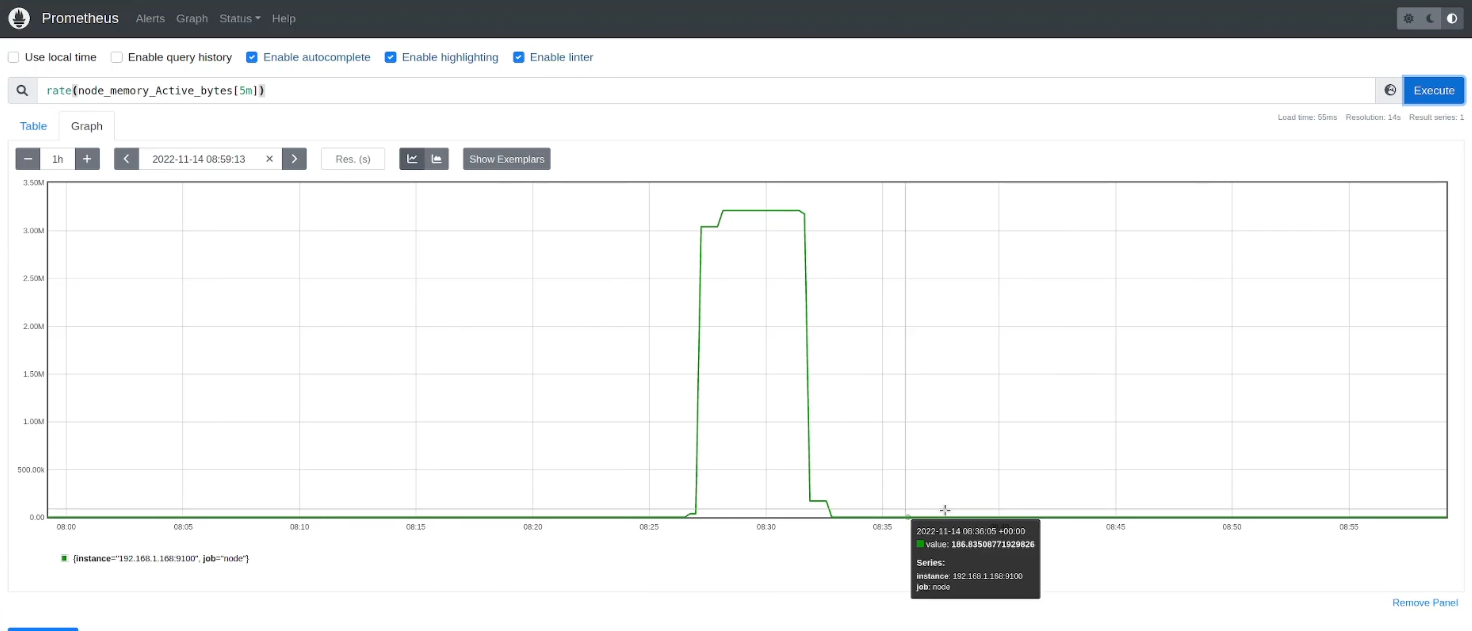 Prometheus Alerts Graph Status Help
Use local time Enable query history Enable autocomplete Enable highlighting Enable linter
rate(node_memory_Active_bytes[5m]) Execute
Load time: 55ms Resolution: 14s Result series: 1
Table Graph
− 1h + 2022-11-14 08:59:13 × Res. (s) Show Exemplars
3.50M
3.00M
2.50M
2.00M
1.50M
1.00M
500.00k
0.00
08:00 08:05 08:10 08:15 08:20 08:25 08:30 08:35 08:45 08:50 08:55
2022-11-14 08:36:05 +00:00
value: 186.83508771929826
Series:
instance: 192.168.1.168:9100
job: node
{instance="192.168.1.168:9100", job="node"}
Remove Panel